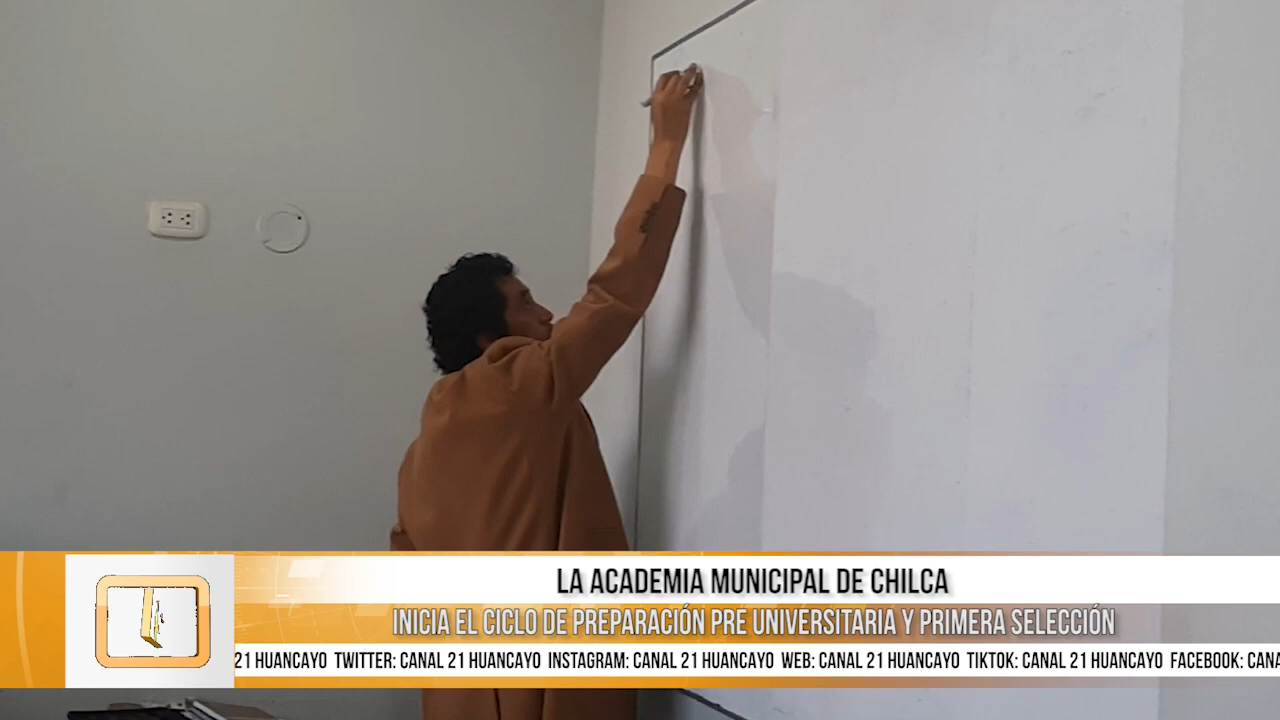 LA ACADEMIA MUNICIPAL DE CHILCA
INICIA EL CICLO DE PREPARACIÓN PRE UNIVERSITARIA Y PRIMERA SELECCIÓN
21 HUANCAYO TWITTER: CANAL 21 HUANCAYO INSTAGRAM: CANAL 21 HUANCAYO WEB: CANAL 21 HUANCAYO TIKTOK: CANAL 21 HUANCAYO FACEBOOK: CANA